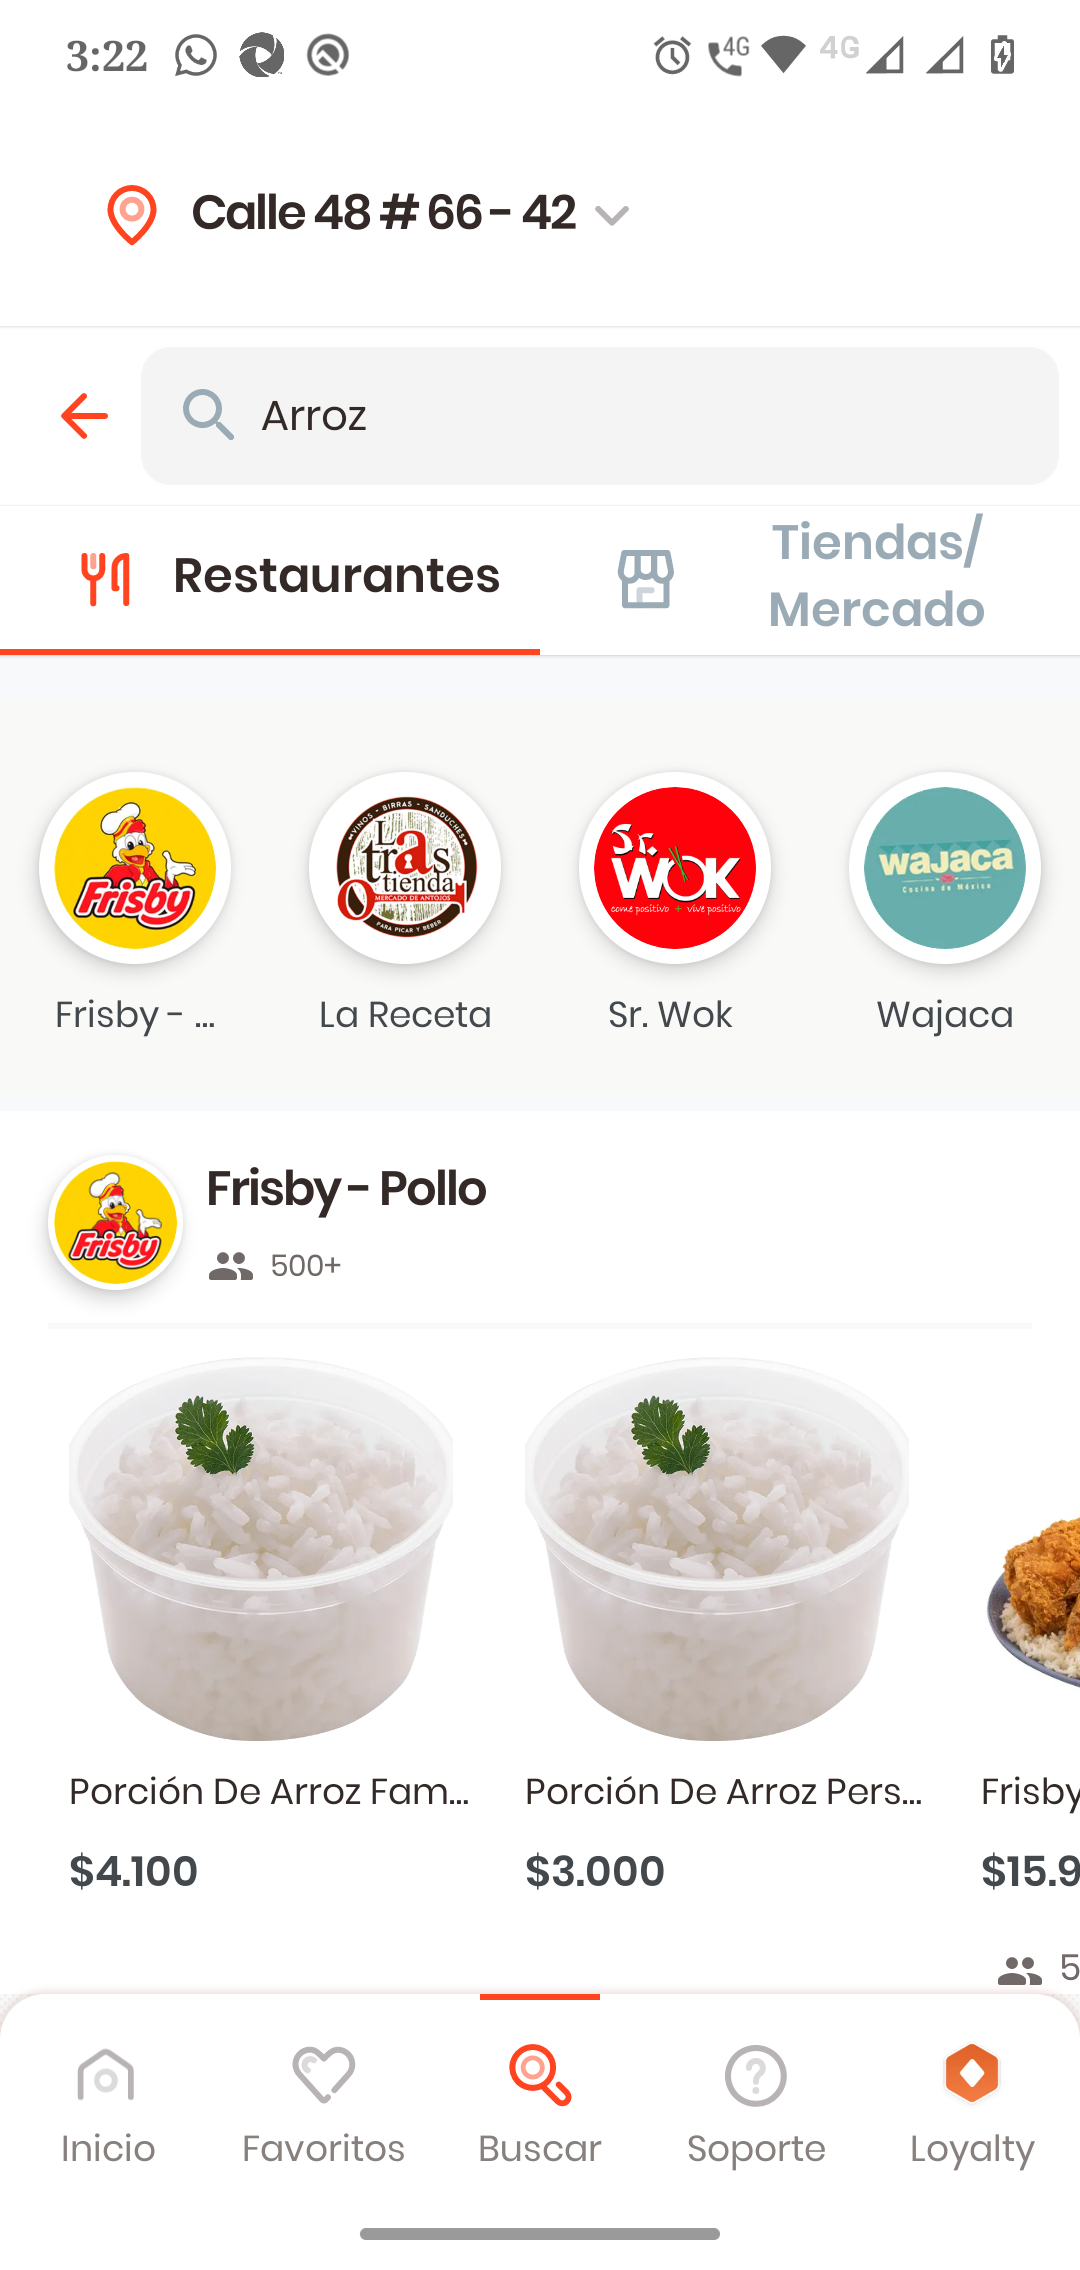 3:22
4G
4G
Calle 48 # 66 - 42
Arroz
Restaurantes
Tiendas/
Mercado
Frisby
VINOS - BIRRAS - SANDUCHES
La
tras
tienda
MERCADO DE ANTOJOS
PARA PICAR Y BEBER
Sr.
WOK
come positivo + vive positivo
wajaca
Cocina de México
Frisby - ...
La Receta
Sr. Wok
Wajaca
Frisby
Frisby - Pollo
500+
Porción De Arroz Fam...
Porción De Arroz Pers...
Frisby
$4.100
$3.000
$15.9
5
Inicio
Favoritos
Buscar
Soporte
Loyalty